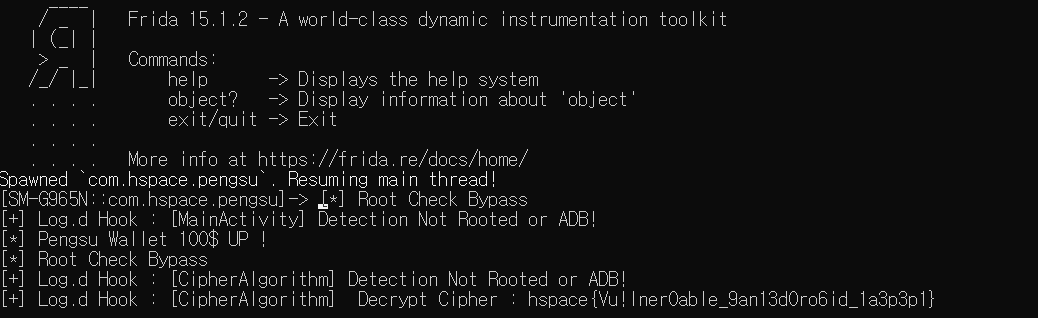 Frida 15.1.2 - A world-class dynamic instrumentation toolkit
Commands:
help -> Displays the help system
object? -> Display information about 'object'
exit/quit -> Exit
More info at https://frida.re/docs/home/
Spawned `com.hspace.pengsu`. Resuming main thread!
[SM-G965N::com.hspace.pengsu]-> [*] Root Check Bypass
[+] Log.d Hook : [MainActivity] Detection Not Rooted or ADB!
[*] Pengsu Wallet 100$ UP !
[*] Root Check Bypass
[+] Log.d Hook : [CipherAlgorithm] Detection Not Rooted or ADB!
[+] Log.d Hook : [CipherAlgorithm]  Decrypt Cipher : hspace{Vu!lner0able_9an13d0ro6id_1a3p3p1}